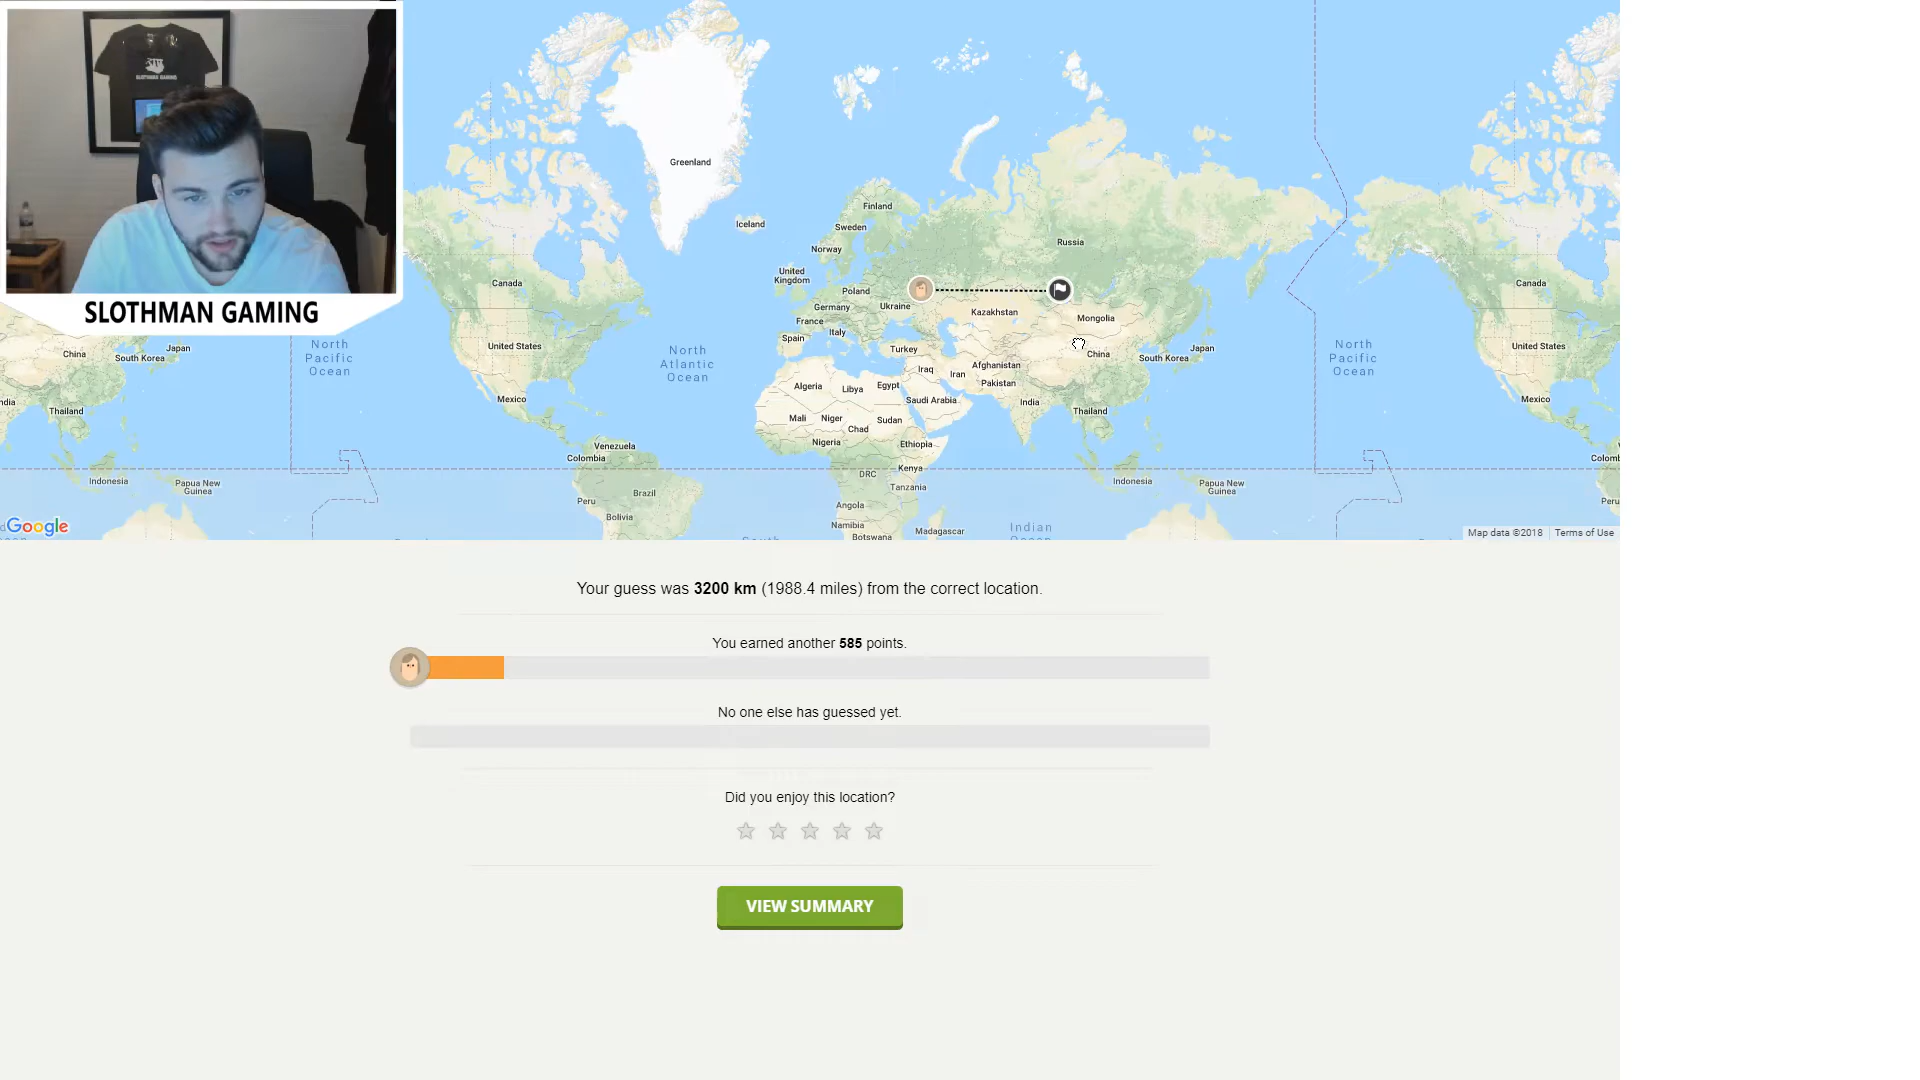 SLOTHMAN GAMING
SLOTHMAN GAMING
Greenland
Iceland
Finland
Sweden
Norway
Russia
United
Kingdom
Poland
Germany
Ukraine
France
Italy
Spain
Kazakhstan
Mongolia
Turkey
China
South Korea
Japan
Iraq
Iran
Afghanistan
Pakistan
Algeria
Libya
Egypt
Saudi Arabia
India
Thailand
Mali
Niger
Chad
Sudan
Nigeria
Ethiopia
DRC
Kenya
Tanzania
Angola
Namibia
Botswana
Madagascar
Indian
Ocean
Indonesia
Papua New
Guinea
Canada
United States
Mexico
North
Atlantic
Ocean
Venezuela
Colombia
Brazil
Peru
Bolivia
North
Pacific
Ocean
China
South Korea
Japan
Thailand
Indonesia
Papua New
Guinea
North
Pacific
Ocean
Canada
United States
Mexico
Peru
Google
Map data ©2018
Terms of Use
Your guess was 3200 km (1988.4 miles) from the correct location.
You earned another 585 points.
No one else has guessed yet.
Did you enjoy this location?
VIEW SUMMARY